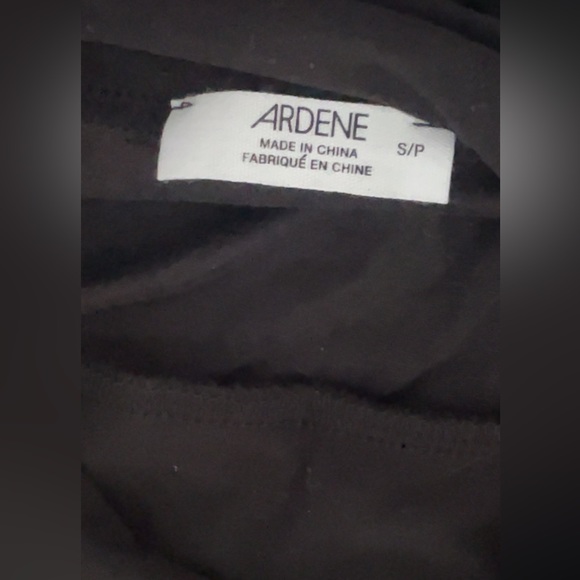 ARDENE
MADE IN CHINA
FABRIQUÉ EN CHINE
S/P